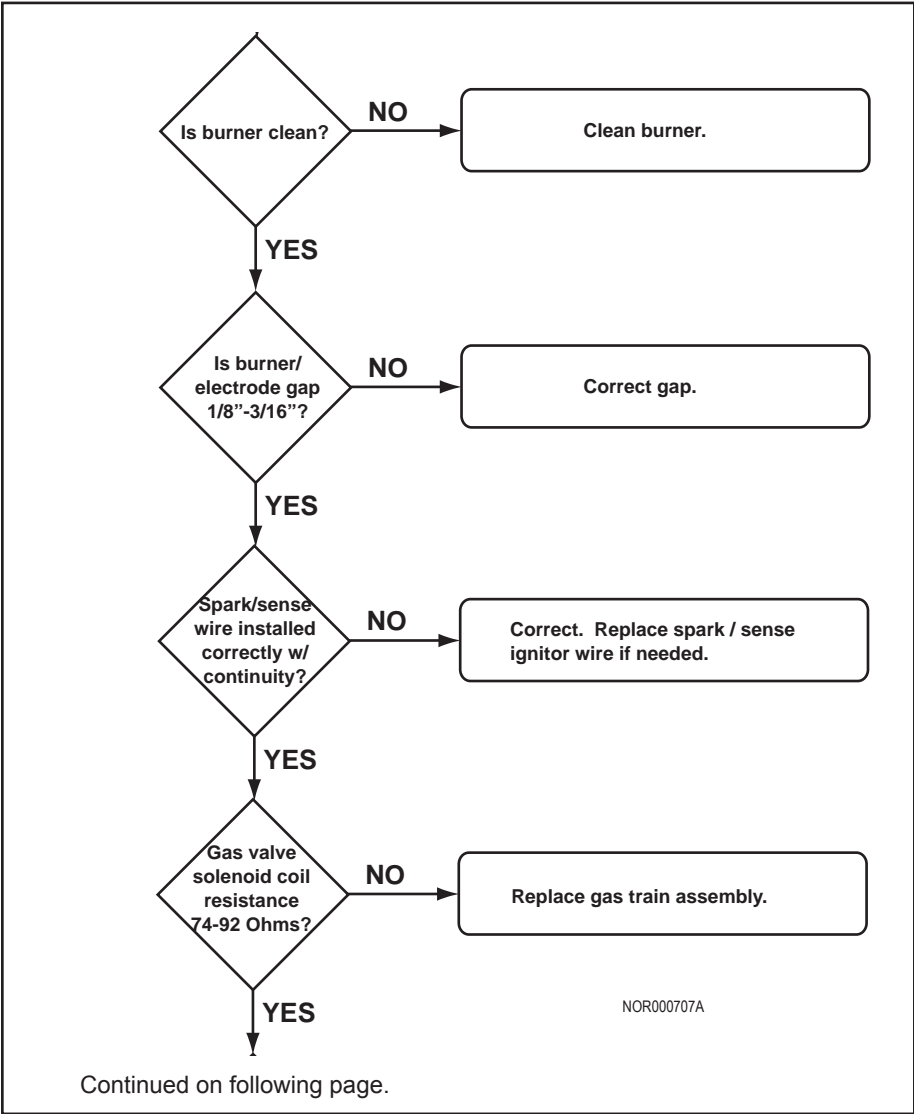 Is burner clean?
NO
Clean burner.
YES
Is burner/
electrode gap
1/8”-3/16”?
NO
Correct gap.
YES
Spark/sense
wire installed
correctly w/
continuity?
NO
Correct.  Replace spark / sense
ignitor wire if needed.
YES
Gas valve
solenoid coil
resistance
74-92 Ohms?
NO
Replace gas train assembly.
YES
NOR000707A
Continued on following page.